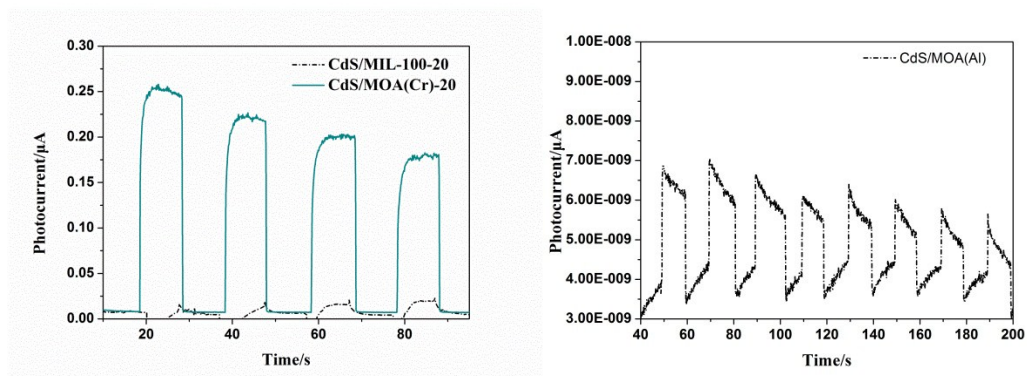 0.30
0.25
0.20
0.15
0.10
0.05
0.00
Photocurrent/μA
CdS/MIL-100-20
CdS/MOA(Cr)-20
20 40 60 80
Time/s
1.00E-008
9.00E-009
8.00E-009
7.00E-009
6.00E-009
5.00E-009
4.00E-009
3.00E-009
Photocurrent/μA
CdS/MOA(Al)
40 60 80 100 120 140 160 180 200
Time/s